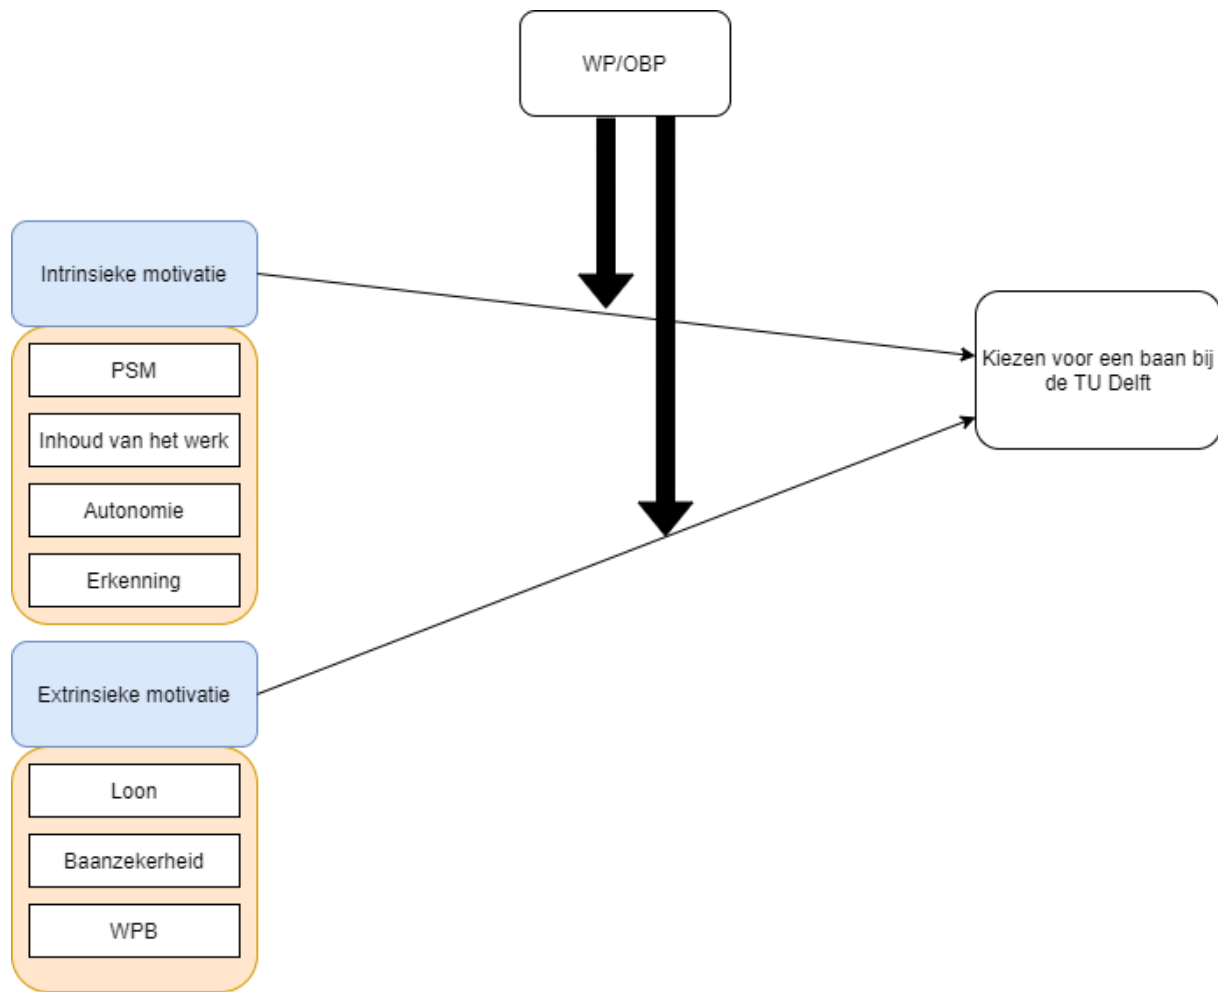 WP/OBP
Intrinsieke motivatie
PSM
Inhoud van het werk
Autonomie
Erkenning
Kiezen voor een baan bij
de TU Delft
Extrinsieke motivatie
Loon
Baanzekerheid
WPB